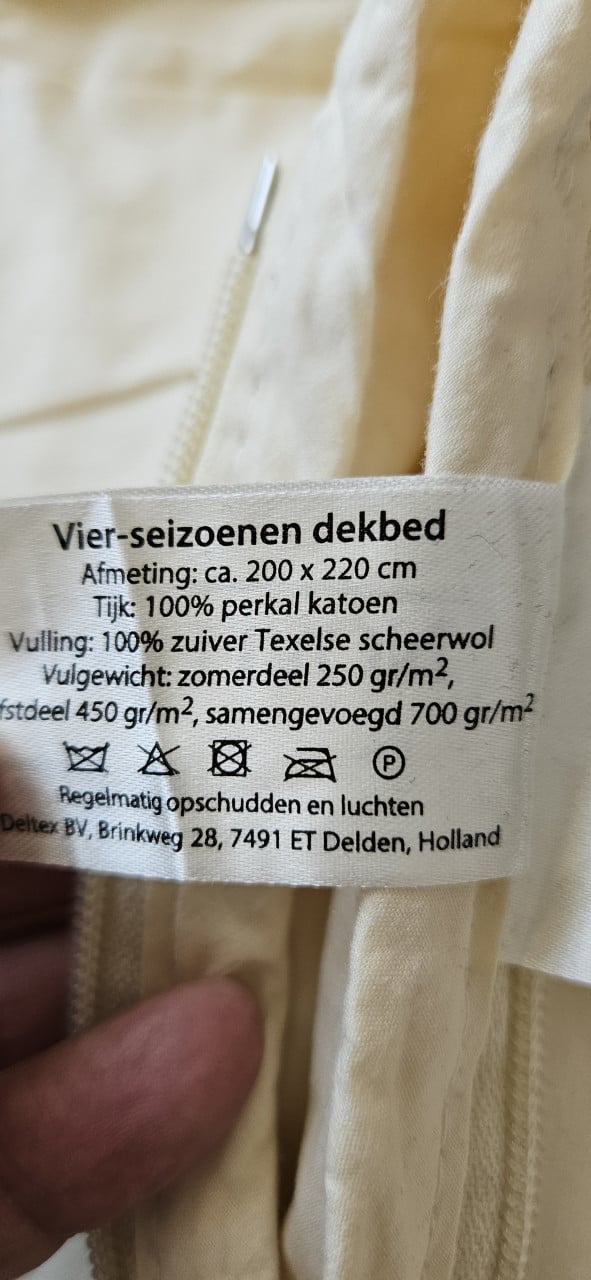 Vier-seizoenen dekbed
Afmeting: ca. 200 x 220 cm
Tijk: 100% perkal katoen
Vulling: 100% zuiver Texelse scheerwol
Vulgewicht: zomerdeel 250 gr/m²,
450 gr/m², samengevoegd 700 gr/m²
P
Regelmatig opschudden en luchten
Deltex BV, Brinkweg 28, 7491 ET Delden, Holland